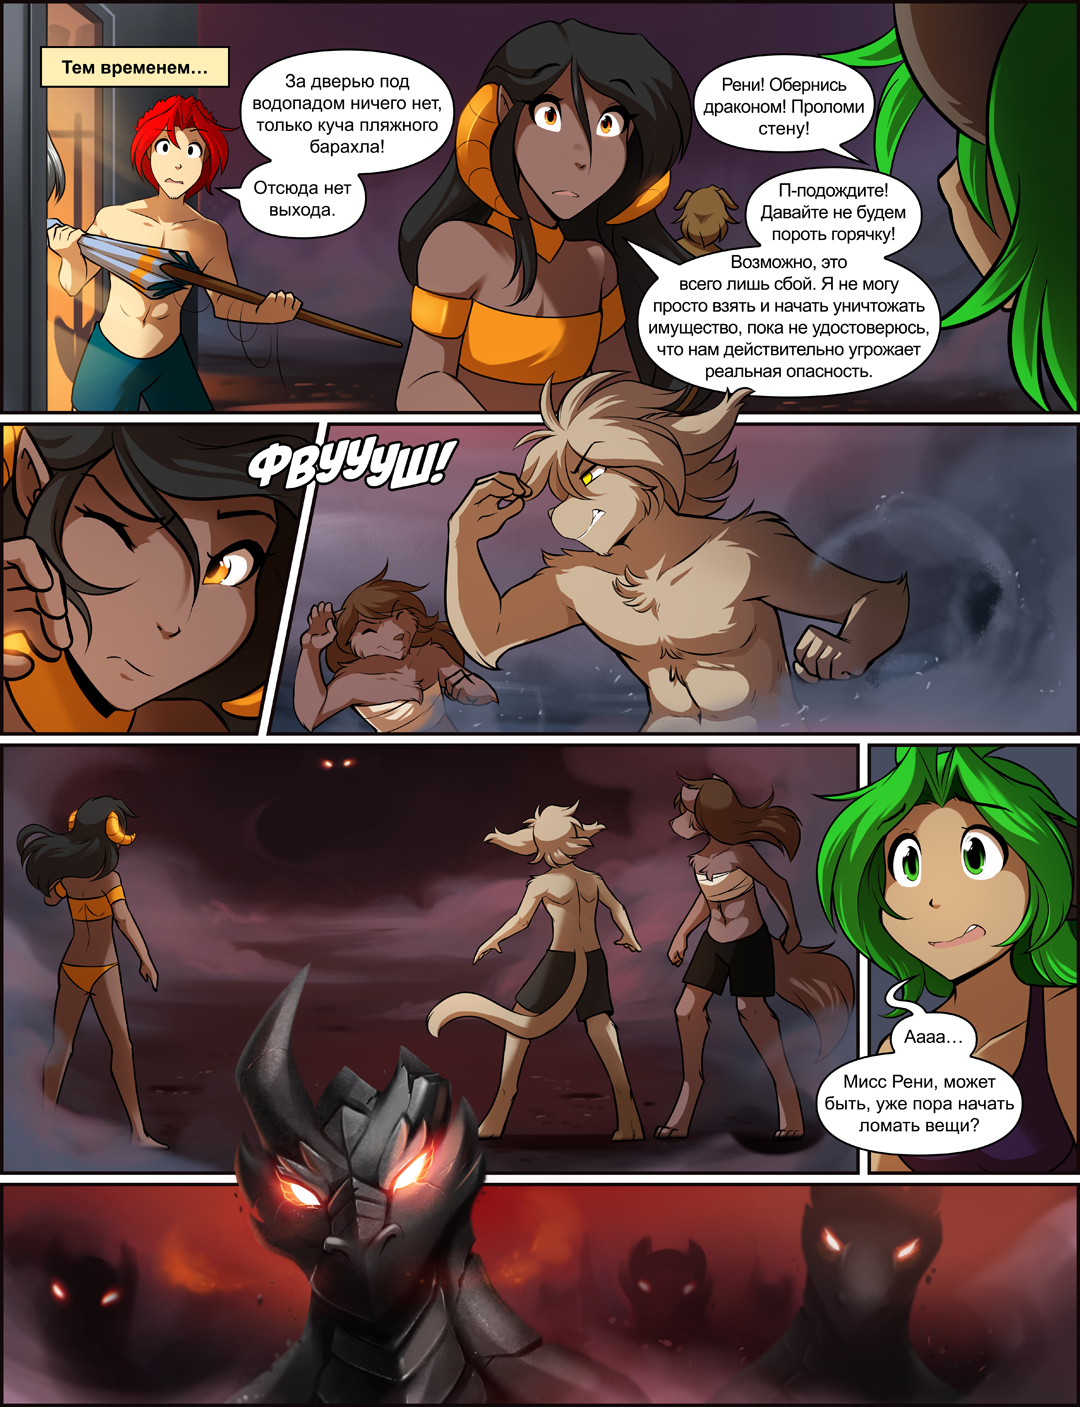 Тем временем...
За дверью под
водопадом ничего нет,
только куча пляжного
барахла!
Отсюда нет
выхода.
Рени! Обернись
драконом! Проломи
стену!
П-подождите!
Давайте не будем
пороть горячку!
Возможно, это
всего лишь сбой. Я не могу
просто взять и начать уничтожать
имущество, пока не удостоверюсь,
что нам действительно угрожает
реальная опасность.
ФВУУУШ!
Аааа...
Мисс Рени, может
быть, уже пора начать
ломать вещи?